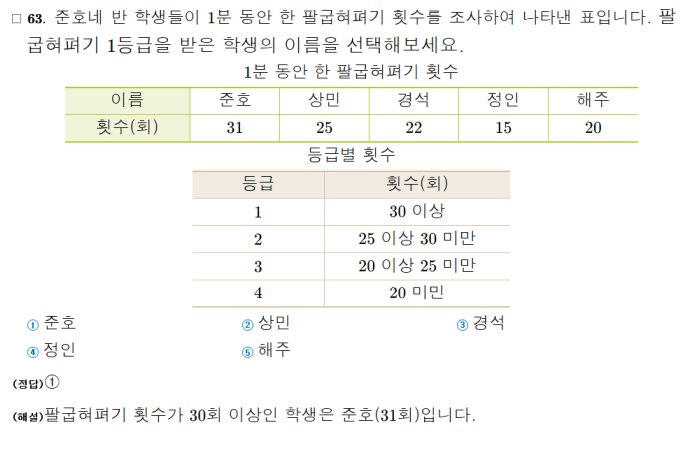 □ 63. 준호네 반 학생들이 1분 동안 한 팔굽혀펴기 횟수를 조사하여 나타낸 표입니다. 팔
굽혀펴기 1등급을 받은 학생의 이름을 선택해보세요.
1분 동안 한 팔굽혀펴기 횟수
이름 준호 상민 경석 정인 해주
횟수(회) 31 25 22 15 20
등급별 횟수
등급 횟수(회)
1 30 이상
2 25 이상 30 미만
3 20 이상 25 미만
4 20 미민
① 준호 ② 상민 ③ 경석
④ 정인 ⑤ 해주
(정답)①
(해설)팔굽혀펴기 횟수가 30회 이상인 학생은 준호(31회)입니다.